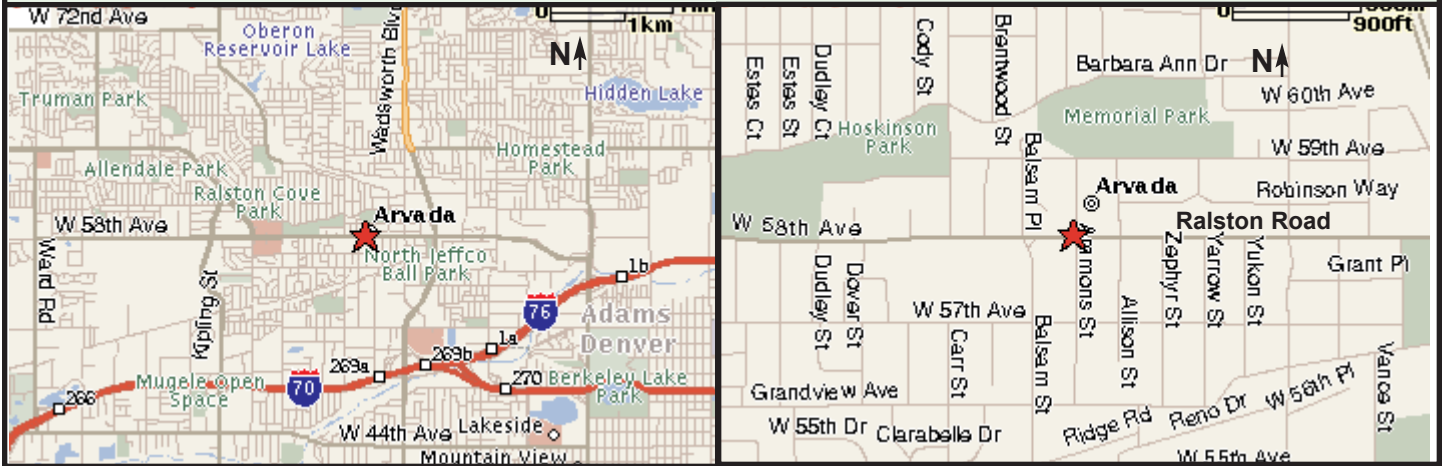 W 72nd Ave
Oberon
Reservoir Lake
Wadsworth Blvd
0
1km
N
Truman Park
Hidden Lake
Allendale Park
Homestead
Park
Ralston Cove
Park
Arvada
W 58th Ave
North Jeffco
Ball Park
Ward Rd
Kipling St
1b
76
Adams
Denver
1a
269b
269a
270
Berkeley Lake
Park
Mugele Open
Space
70
266
W 44th Ave
Lakeside
Mountain View
0
900ft
N
Estes Ct
Estes St
Dudley Ct
Cody St
Brentwood St
Barbara Ann Dr
W 60th Ave
Memorial Park
Hoskinson
Park
W 59th Ave
Balsam Pl
Arvada
Robinson Way
W 58th Ave
Ralston Road
Ammons St
Zephyr St
Yarrow St
Yukon St
Grant Pl
Dudley St
Dover St
W 57th Ave
Carr St
Balsam St
Allison St
Vance St
Grandview Ave
W 56th Pl
Reno Dr
Ridge Rd
W 55th Dr
Clarabelle Dr
W 55th Ave